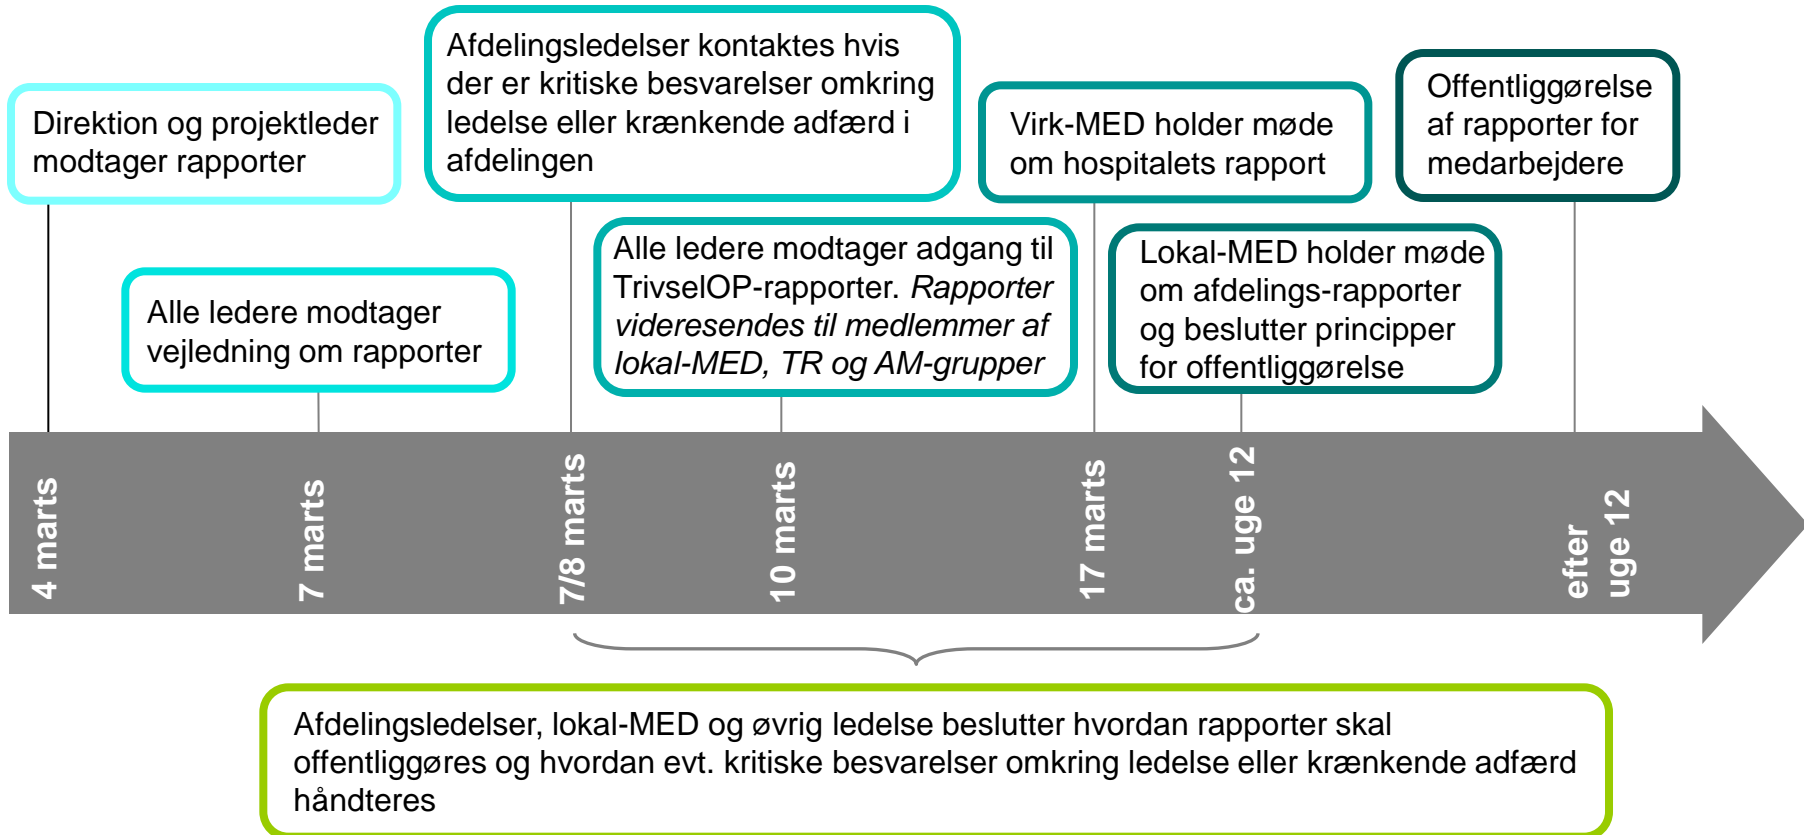 Direktion og projektleder
modtager rapporter
Alle ledere modtager
vejledning om rapporter
Afdelingsledelser kontaktes hvis
der er kritiske besvarelser omkring
ledelse eller krænkende adfærd i
afdelingen
Alle ledere modtager adgang til
TrivselOP-rapporter. Rapporter
videresendes til medlemmer af
lokal-MED, TR og AM-grupper
Virk-MED holder møde
om hospitalets rapport
Lokal-MED holder møde
om afdelings-rapporter
og beslutter principper
for offentliggørelse
Offentliggørelse
af rapporter for
medarbejdere
4 marts
7 marts
7/8 marts
10 marts
17 marts
ca. uge 12
efter
uge 12
Afdelingsledelser, lokal-MED og øvrig ledelse beslutter hvordan rapporter skal
offentliggøres og hvordan evt. kritiske besvarelser omkring ledelse eller krænkende adfærd
håndteres